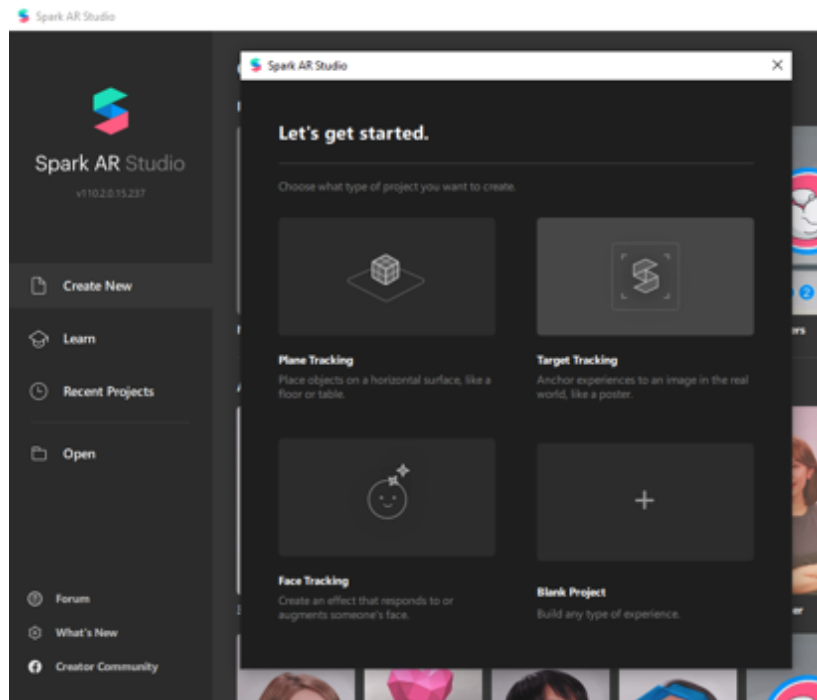 Spark AR Studio
Spark AR Studio
Let's get started.
Spark AR Studio
v110.2.0.15.237
Choose what type of project you want to create.
Create New
Learn
Recent Projects
Open
Plane Tracking
Place objects on a horizontal surface, like a
floor or table.
Target Tracking
Anchor experiences to an image in the real
world, like a poster.
Face Tracking
Create an effect that responds to or
augments someone's face.
Blank Project
Build any type of experience.
2
ers
er
Forum
What's New
Creator Community